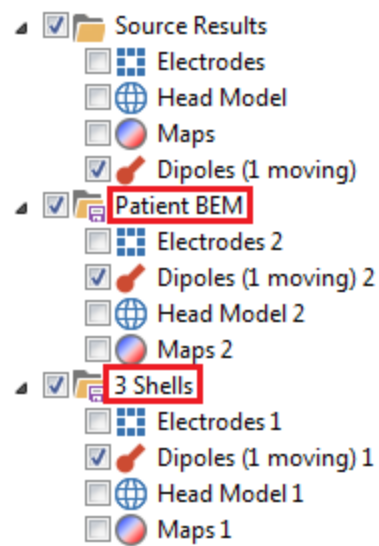 Source Results
Electrodes
Head Model
Maps
Dipoles (1 moving)
Patient BEM
Electrodes 2
Dipoles (1 moving) 2
Head Model 2
Maps 2
3 Shells
Electrodes 1
Dipoles (1 moving) 1
Head Model 1
Maps 1